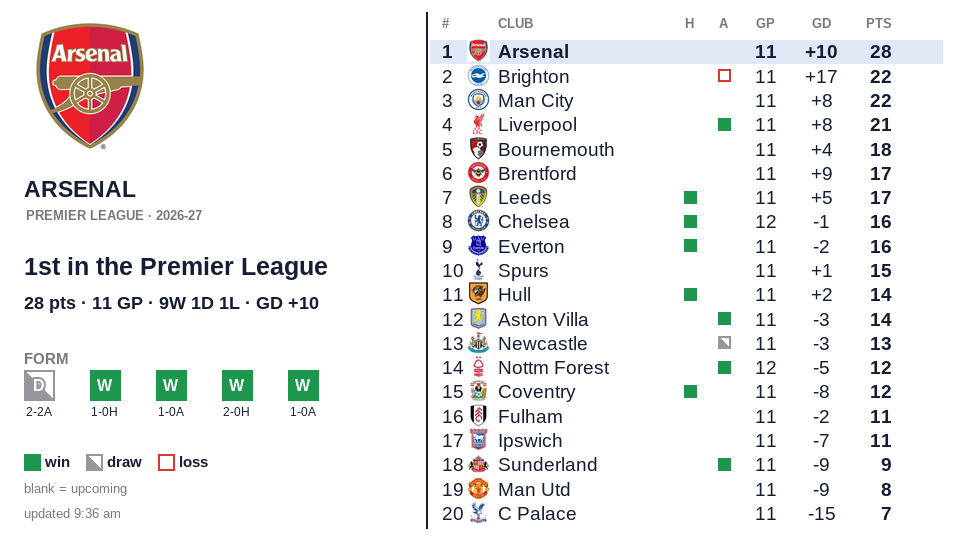 Arsenal
ARSENAL
PREMIER LEAGUE · 2026-27
1st in the Premier League
28 pts · 11 GP · 9W 1D 1L · GD +10
FORM
D W W W W
2-2A 1-0H 1-0A 2-0H 1-0A
win draw loss
blank = upcoming
updated 9:36 am
# CLUB H A GP GD PTS
1 Arsenal 11 +10 28
2 Brighton 11 +17 22
3 Man City 11 +8 22
4 Liverpool 11 +8 21
5 Bournemouth 11 +4 18
6 Brentford 11 +9 17
7 Leeds 11 +5 17
8 Chelsea 12 -1 16
9 Everton 11 -2 16
10 Spurs 11 +1 15
11 Hull 11 +2 14
12 Aston Villa 11 -3 14
13 Newcastle 11 -3 13
14 Nottm Forest 12 -5 12
15 Coventry 11 -8 12
16 Fulham 11 -2 11
17 Ipswich 11 -7 11
18 Sunderland 11 -9 9
19 Man Utd 11 -9 8
20 C Palace 11 -15 7